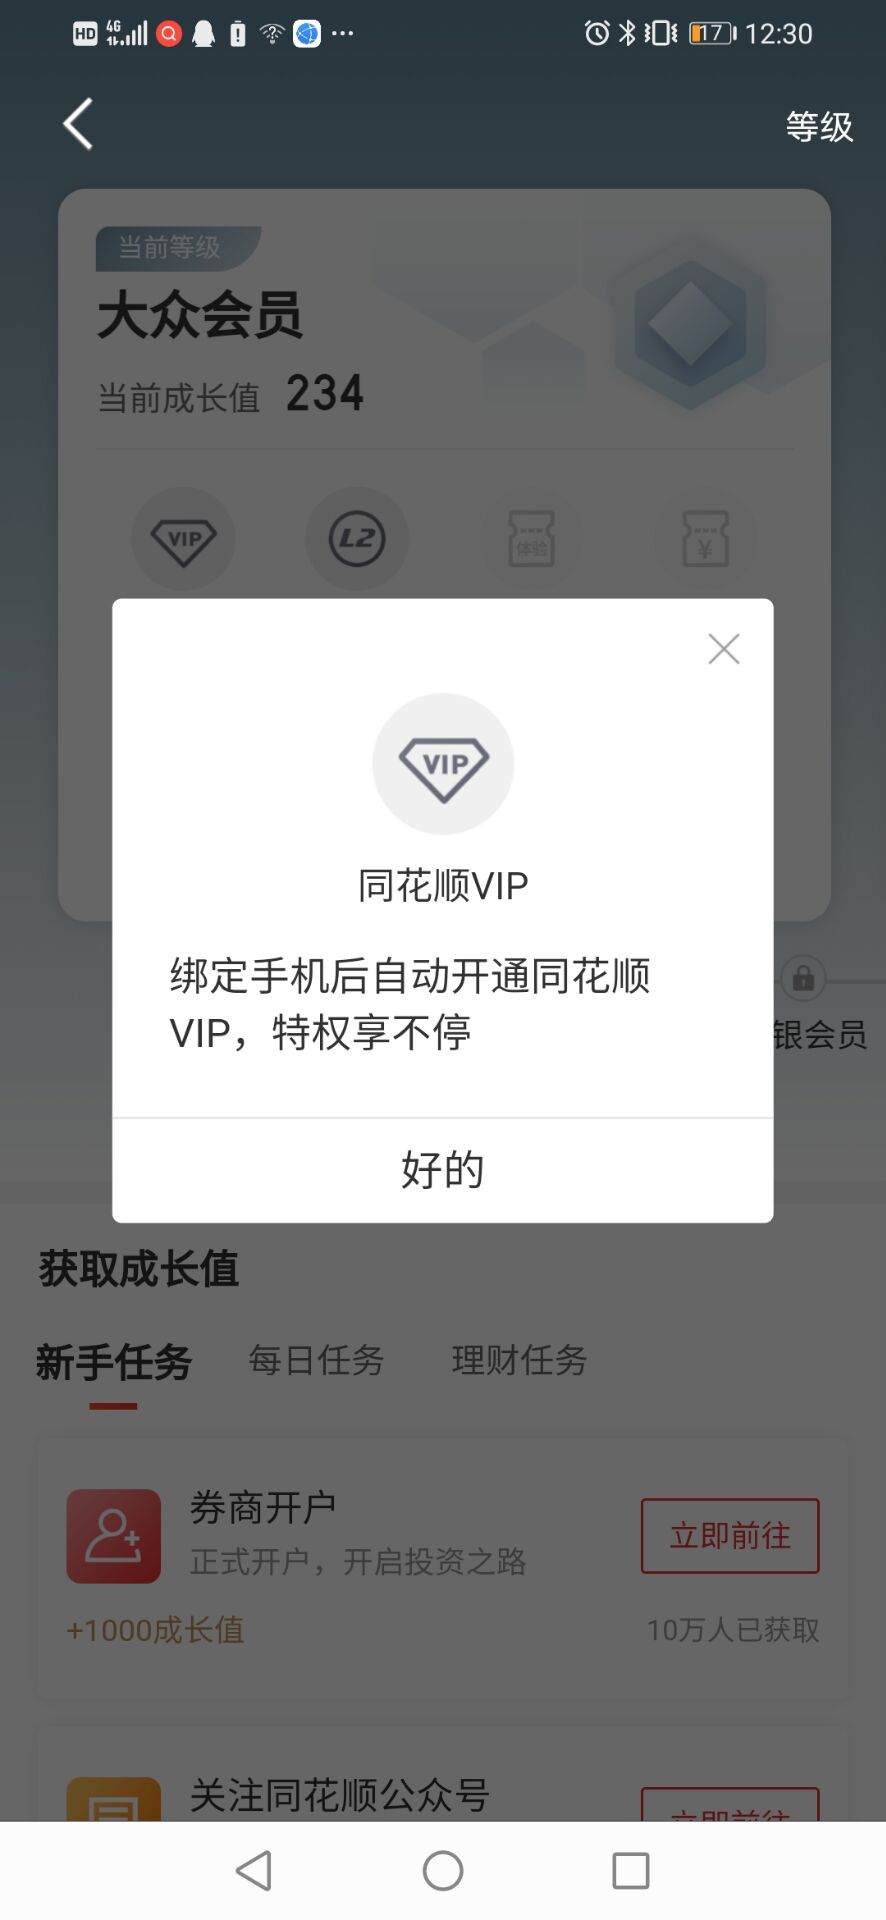 HD 4G 17 12:30
等级
当前等级
大众会员
当前成长值 234
VIP L2 体验 ¥
VIP
同花顺VIP
绑定手机后自动开通同花顺
VIP，特权享不停
银会员
好的
获取成长值
新手任务 每日任务 理财任务
券商开户
正式开户，开启投资之路
立即前往
+1000成长值 10万人已获取
关注同花顺公众号
立即前往